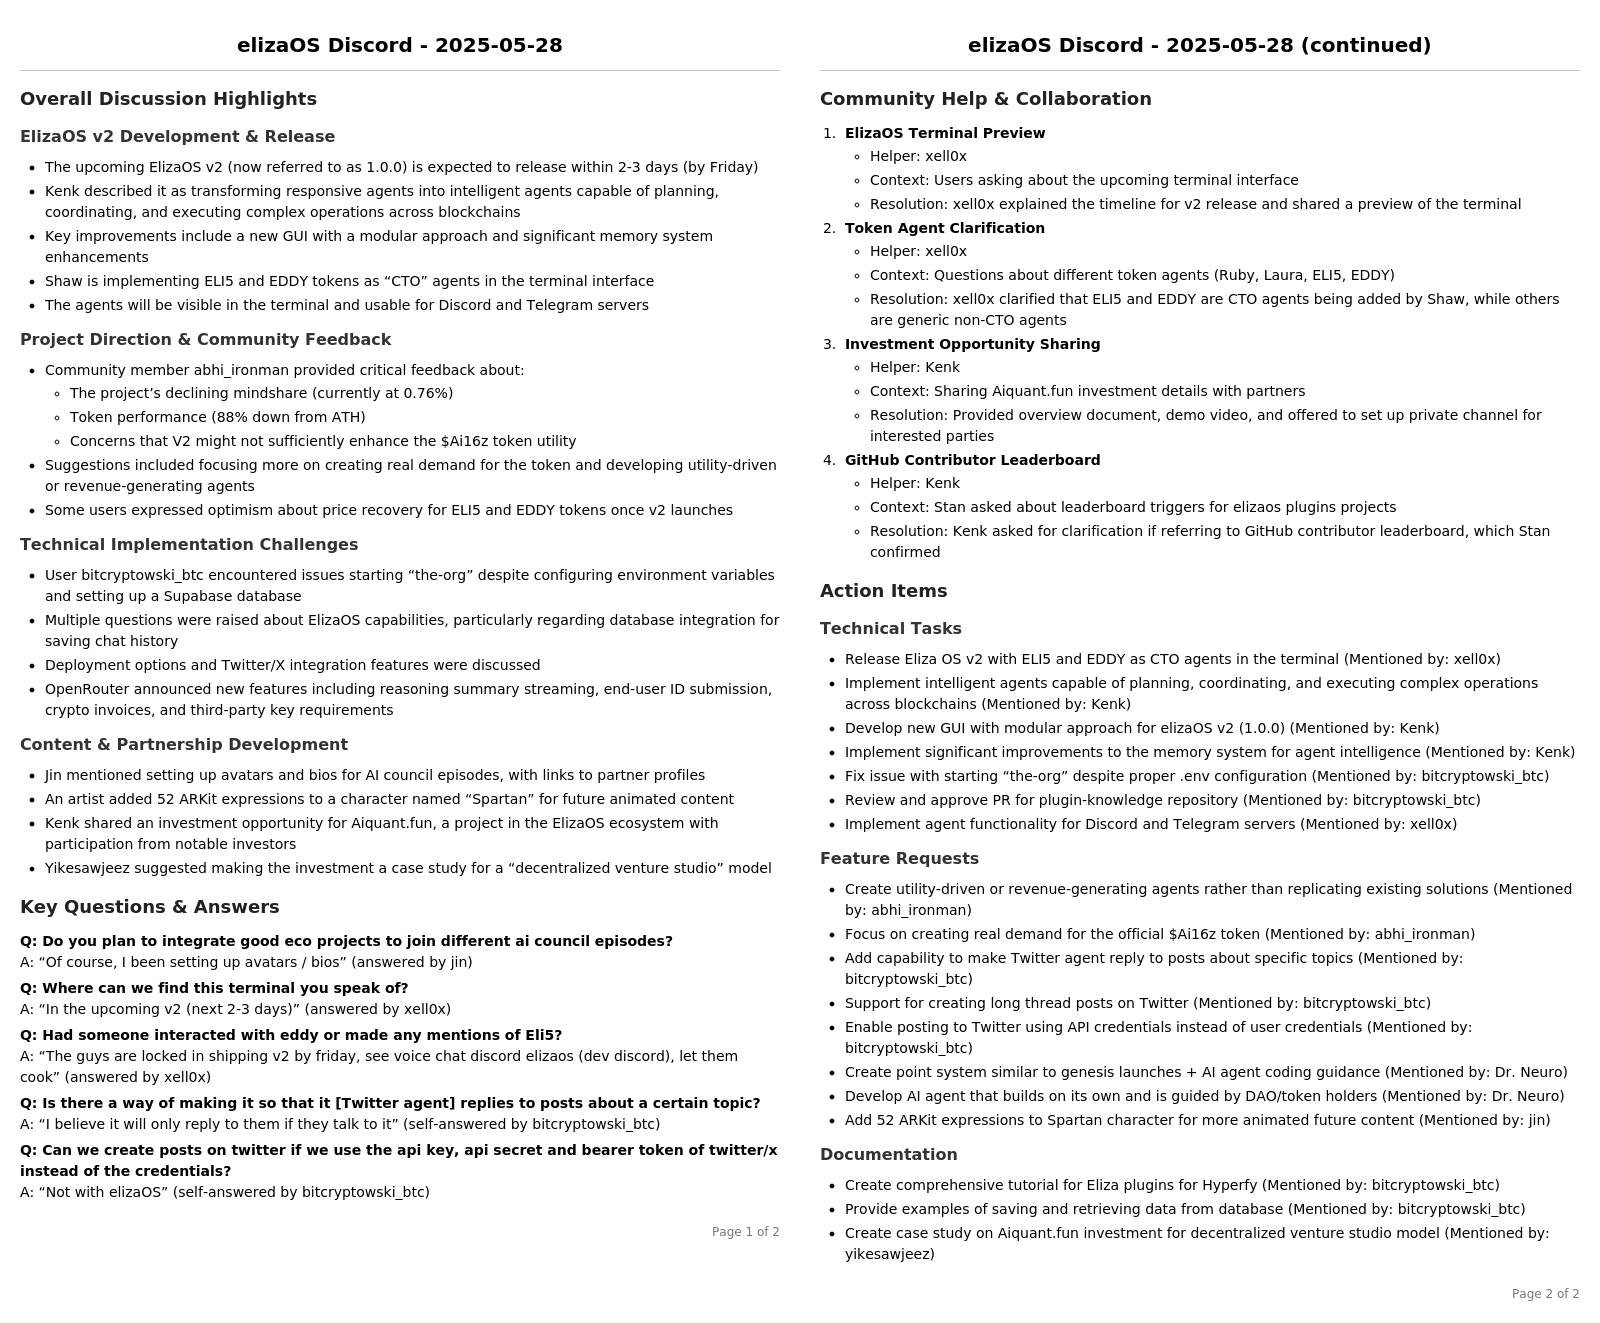 elizaOS Discord - 2025-05-28
Overall Discussion Highlights
ElizaOS v2 Development & Release
• The upcoming ElizaOS v2 (now referred to as 1.0.0) is expected to release within 2-3 days (by Friday)
• Kenk described it as transforming responsive agents into intelligent agents capable of planning,
coordinating, and executing complex operations across blockchains
• Key improvements include a new GUI with a modular approach and significant memory system
enhancements
• Shaw is implementing ELI5 and EDDY tokens as “CTO” agents in the terminal interface
• The agents will be visible in the terminal and usable for Discord and Telegram servers
Project Direction & Community Feedback
• Community member abhi_ironman provided critical feedback about:
◦ The project’s declining mindshare (currently at 0.76%)
◦ Token performance (88% down from ATH)
◦ Concerns that V2 might not sufficiently enhance the $Ai16z token utility
• Suggestions included focusing more on creating real demand for the token and developing utility-driven
or revenue-generating agents
• Some users expressed optimism about price recovery for ELI5 and EDDY tokens once v2 launches
Technical Implementation Challenges
• User bitcryptowski_btc encountered issues starting “the-org” despite configuring environment variables
and setting up a Supabase database
• Multiple questions were raised about ElizaOS capabilities, particularly regarding database integration for
saving chat history
• Deployment options and Twitter/X integration features were discussed
• OpenRouter announced new features including reasoning summary streaming, end-user ID submission,
crypto invoices, and third-party key requirements
Content & Partnership Development
• Jin mentioned setting up avatars and bios for AI council episodes, with links to partner profiles
• An artist added 52 ARKit expressions to a character named “Spartan” for future animated content
• Kenk shared an investment opportunity for Aiquant.fun, a project in the ElizaOS ecosystem with
participation from notable investors
• Yikesawjeez suggested making the investment a case study for a “decentralized venture studio” model
Key Questions & Answers
Q: Do you plan to integrate good eco projects to join different ai council episodes?
A: “Of course, I been setting up avatars / bios” (answered by jin)
Q: Where can we find this terminal you speak of?
A: “In the upcoming v2 (next 2-3 days)” (answered by xell0x)
Q: Had someone interacted with eddy or made any mentions of Eli5?
A: “The guys are locked in shipping v2 by friday, see voice chat discord elizaos (dev discord), let them
cook” (answered by xell0x)
Q: Is there a way of making it so that it [Twitter agent] replies to posts about a certain topic?
A: “I believe it will only reply to them if they talk to it” (self-answered by bitcryptowski_btc)
Q: Can we create posts on twitter if we use the api key, api secret and bearer token of twitter/x
instead of the credentials?
A: “Not with elizaOS” (self-answered by bitcryptowski_btc)
Page 1 of 2
elizaOS Discord - 2025-05-28 (continued)
Community Help & Collaboration
1. ElizaOS Terminal Preview
◦ Helper: xell0x
◦ Context: Users asking about the upcoming terminal interface
◦ Resolution: xell0x explained the timeline for v2 release and shared a preview of the terminal
2. Token Agent Clarification
◦ Helper: xell0x
◦ Context: Questions about different token agents (Ruby, Laura, ELI5, EDDY)
◦ Resolution: xell0x clarified that ELI5 and EDDY are CTO agents being added by Shaw, while others
are generic non-CTO agents
3. Investment Opportunity Sharing
◦ Helper: Kenk
◦ Context: Sharing Aiquant.fun investment details with partners
◦ Resolution: Provided overview document, demo video, and offered to set up private channel for
interested parties
4. GitHub Contributor Leaderboard
◦ Helper: Kenk
◦ Context: Stan asked about leaderboard triggers for elizaos plugins projects
◦ Resolution: Kenk asked for clarification if referring to GitHub contributor leaderboard, which Stan
confirmed
Action Items
Technical Tasks
• Release Eliza OS v2 with ELI5 and EDDY as CTO agents in the terminal (Mentioned by: xell0x)
• Implement intelligent agents capable of planning, coordinating, and executing complex operations
across blockchains (Mentioned by: Kenk)
• Develop new GUI with modular approach for elizaOS v2 (1.0.0) (Mentioned by: Kenk)
• Implement significant improvements to the memory system for agent intelligence (Mentioned by: Kenk)
• Fix issue with starting “the-org” despite proper .env configuration (Mentioned by: bitcryptowski_btc)
• Review and approve PR for plugin-knowledge repository (Mentioned by: bitcryptowski_btc)
• Implement agent functionality for Discord and Telegram servers (Mentioned by: xell0x)
Feature Requests
• Create utility-driven or revenue-generating agents rather than replicating existing solutions (Mentioned
by: abhi_ironman)
• Focus on creating real demand for the official $Ai16z token (Mentioned by: abhi_ironman)
• Add capability to make Twitter agent reply to posts about specific topics (Mentioned by:
bitcryptowski_btc)
• Support for creating long thread posts on Twitter (Mentioned by: bitcryptowski_btc)
• Enable posting to Twitter using API credentials instead of user credentials (Mentioned by:
bitcryptowski_btc)
• Create point system similar to genesis launches + AI agent coding guidance (Mentioned by: Dr. Neuro)
• Develop AI agent that builds on its own and is guided by DAO/token holders (Mentioned by: Dr. Neuro)
• Add 52 ARKit expressions to Spartan character for more animated future content (Mentioned by: jin)
Documentation
• Create comprehensive tutorial for Eliza plugins for Hyperfy (Mentioned by: bitcryptowski_btc)
• Provide examples of saving and retrieving data from database (Mentioned by: bitcryptowski_btc)
• Create case study on Aiquant.fun investment for decentralized venture studio model (Mentioned by:
yikesawjeez)
Page 2 of 2